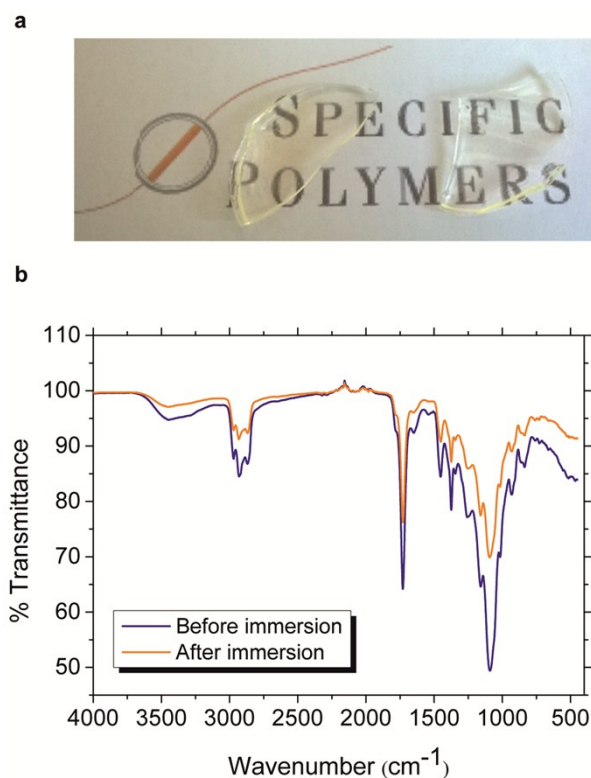 a
SPECIFIC
POLYMERS
b
110
100
90
80
70
60
50
% Transmittance
Before immersion
After immersion
4000 3500 3000 2500 2000 1500 1000 500
Wavenumber (cm⁻¹)